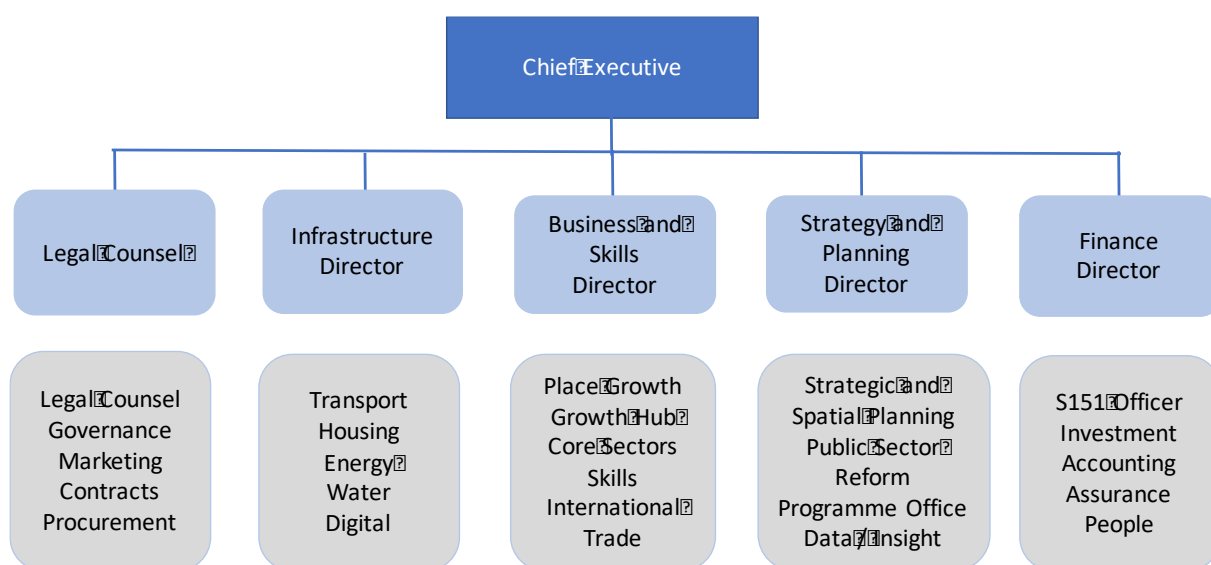 Chief Executive
Legal Counsel
Infrastructure
Director
Business and
Skills
Director
Strategy and
Planning
Director
Finance
Director
Legal Counsel
Governance
Marketing
Contracts
Procurement
Transport
Housing
Energy
Water
Digital
Place Growth
Growth Hub
Core Sectors
Skills
International
Trade
Strategic and
Spatial Planning
Public Sector
Reform
Programme Office
Data / Insight
S151 Officer
Investment
Accounting
Assurance
People